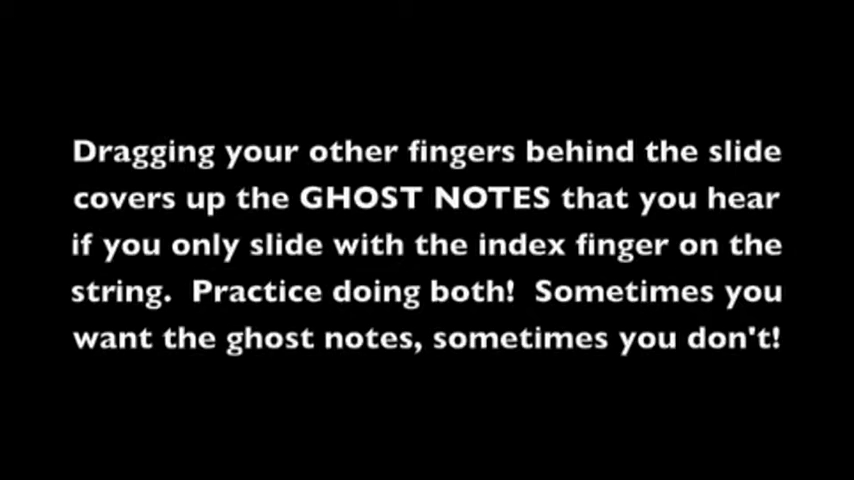 Dragging your other fingers behind the slide
covers up the GHOST NOTES that you hear
if you only slide with the index finger on the
string.  Practice doing both!  Sometimes you
want the ghost notes, sometimes you don't!